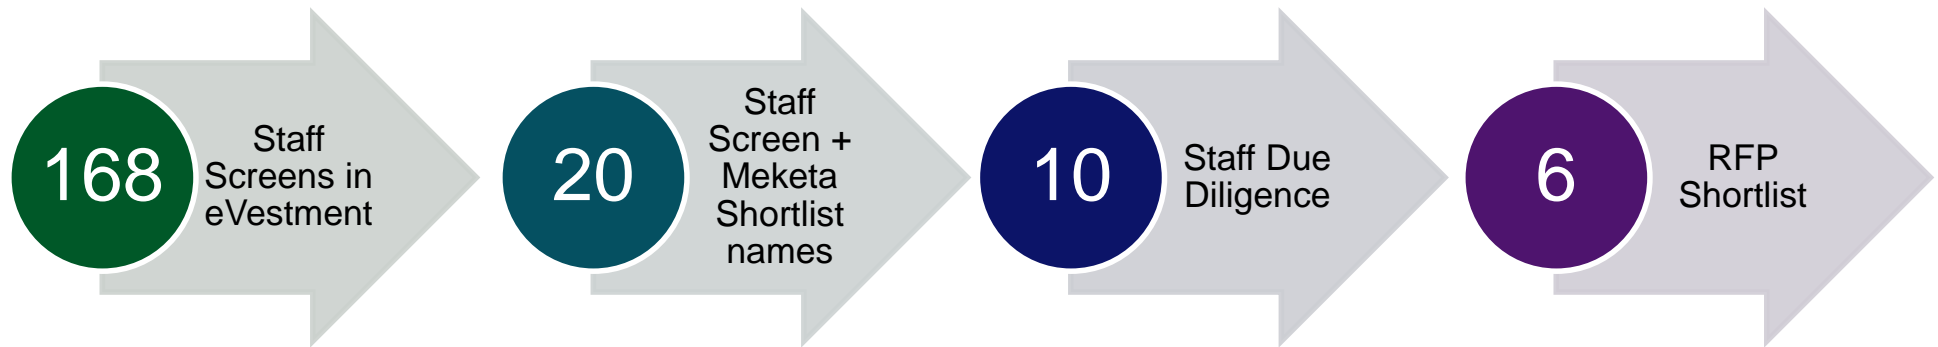 168
Staff
Screens in
eVestment
20
Staff
Screen +
Meketa
Shortlist
names
10
Staff Due
Diligence
6
RFP
Shortlist